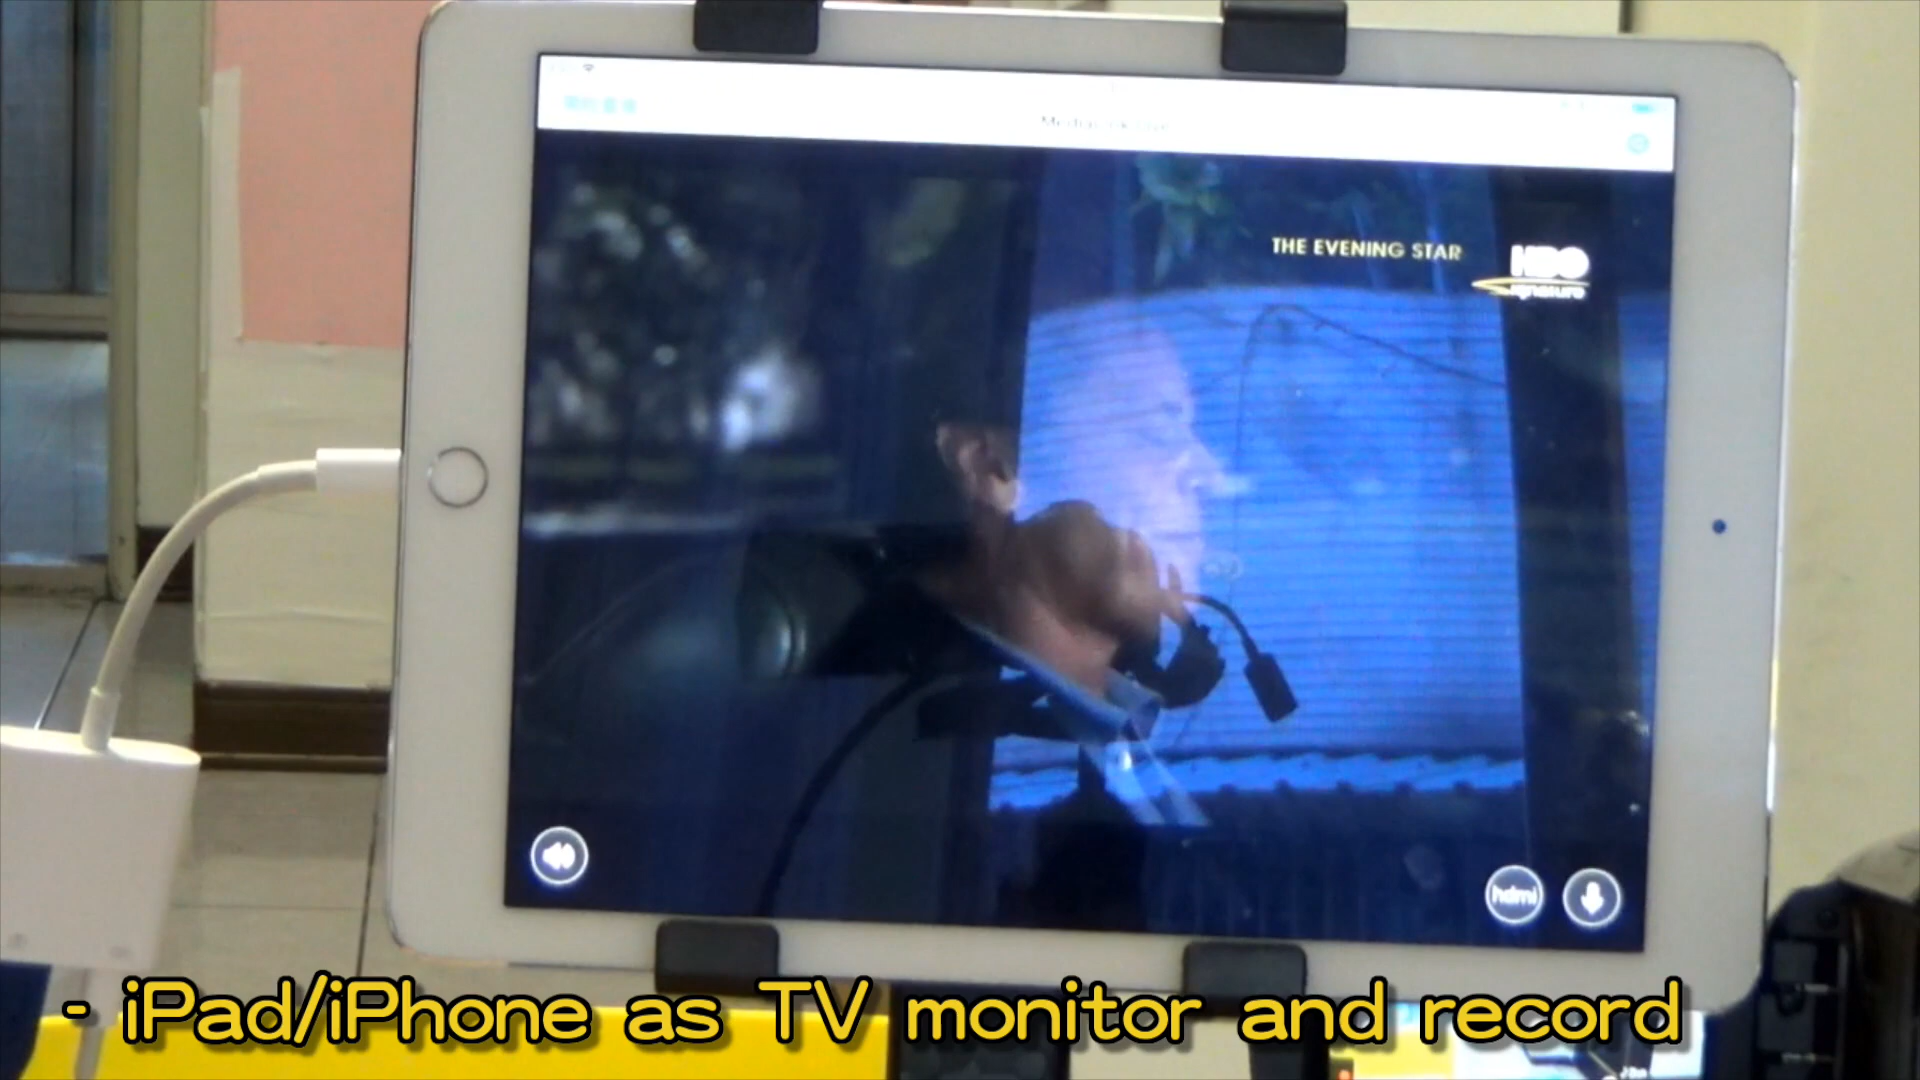 THE EVENING STAR
HBO
Signature
hdmi
- iPad/iPhone as TV monitor and record